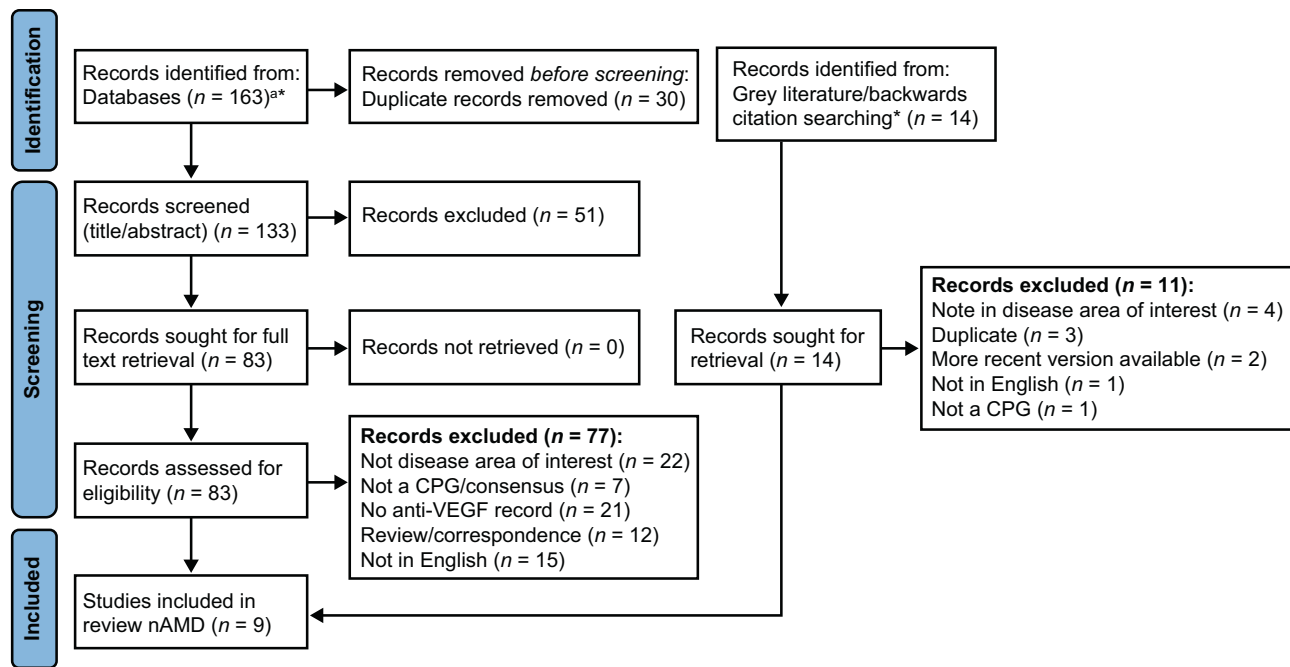 Identification
Records identified from:
Databases (n = 163)a*
Records removed before screening:
Duplicate records removed (n = 30)
Records identified from:
Grey literature/backwards
citation searching* (n = 14)
Screening
Records screened
(title/abstract) (n = 133)
Records excluded (n = 51)
Records sought for full
text retrieval (n = 83)
Records not retrieved (n = 0)
Records sought for
retrieval (n = 14)
Records excluded (n = 11):
Note in disease area of interest (n = 4)
Duplicate (n = 3)
More recent version available (n = 2)
Not in English (n = 1)
Not a CPG (n = 1)
Records assessed for
eligibility (n = 83)
Records excluded (n = 77):
Not disease area of interest (n = 22)
Not a CPG/consensus (n = 7)
No anti-VEGF record (n = 21)
Review/correspondence (n = 12)
Not in English (n = 15)
Included
Studies included in
review nAMD (n = 9)